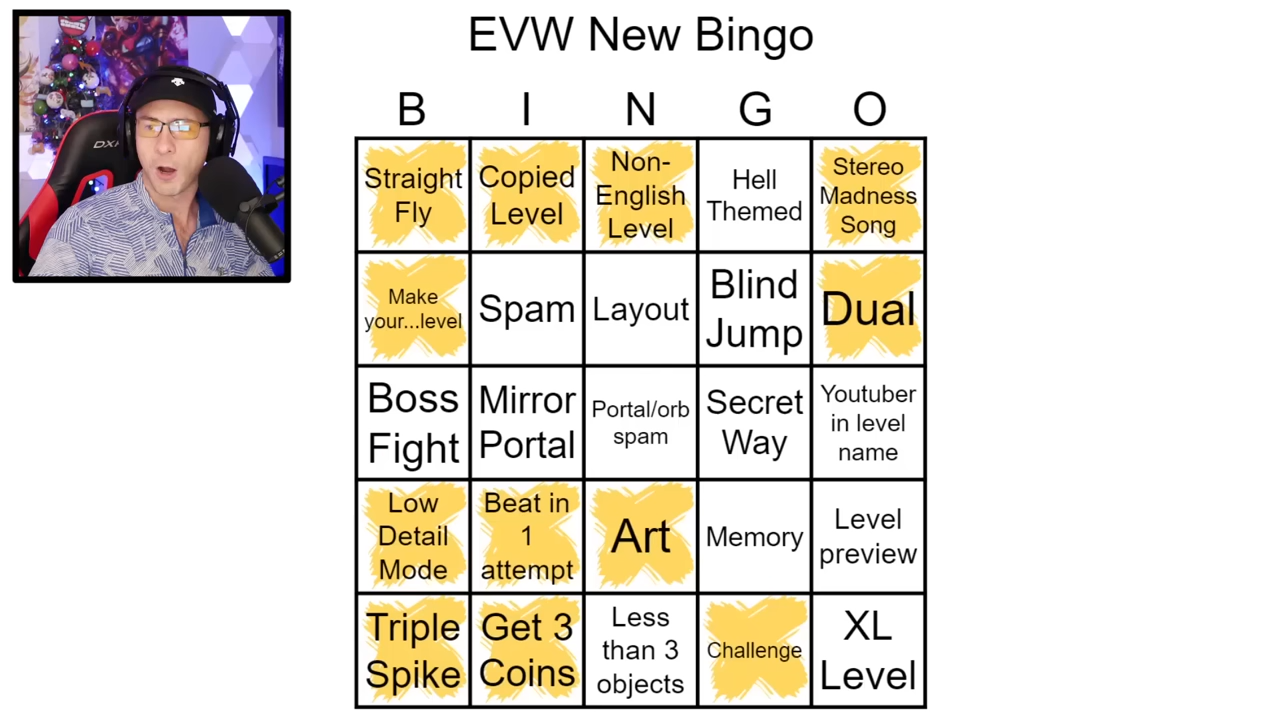 EVW New Bingo
B I N G O
Straight
Fly
Copied
Level
Non-
English
Level
Hell
Themed
Stereo
Madness
Song
Make
your...level
Spam
Layout
Blind
Jump
Dual
Boss
Fight
Mirror
Portal
Portal/orb
spam
Secret
Way
Youtuber
in level
name
Low
Detail
Mode
Beat in
1
attempt
Art
Memory
Level
preview
Triple
Spike
Get 3
Coins
Less
than 3
objects
Challenge
XL
Level